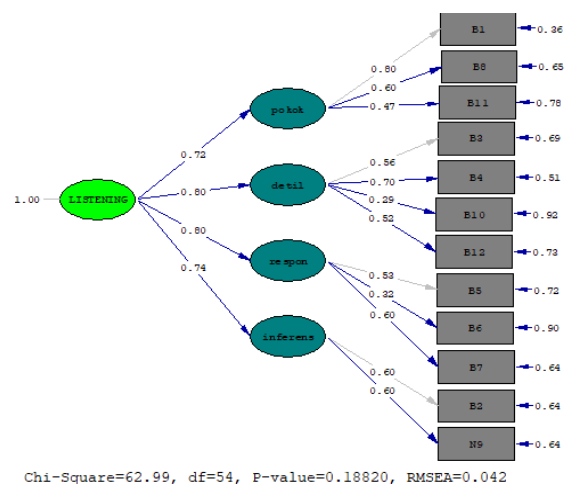 B1
0.36
0.80
B8
0.65
0.60
B11
0.78
0.47
pokok
B3
0.69
0.72
0.56
B4
0.51
0.70
detil
0.80
1.00
LISTENING
0.29
B10
0.92
0.52
B12
0.73
0.80
respon
0.53
B5
0.72
0.74
0.32
B6
0.90
0.60
inferens
B7
0.64
0.60
0.60
B2
0.64
N9
0.64
Chi-Square=62.99, df=54, P-value=0.18820, RMSEA=0.042